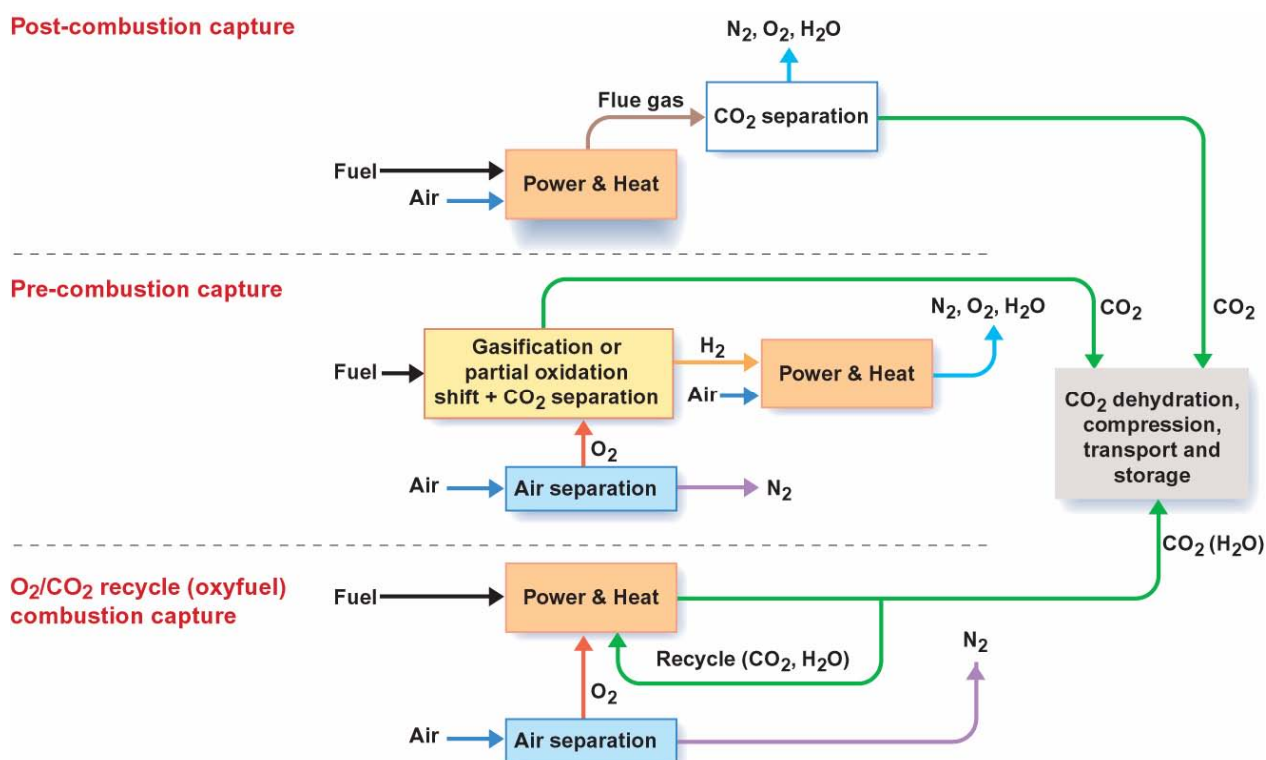 Post-combustion capture
N₂, O₂, H₂O
Flue gas
CO₂ separation
Fuel
Power & Heat
Air
CO₂
Pre-combustion capture
N₂, O₂, H₂O
CO₂
Gasification or
partial oxidation
shift + CO₂ separation
H₂
Fuel
Power & Heat
Air
O₂
Air
Air separation
N₂
CO₂ dehydration,
compression,
transport and
storage
O₂/CO₂ recycle (oxyfuel)
combustion capture
CO₂ (H₂O)
Fuel
Power & Heat
Recycle (CO₂, H₂O)
N₂
O₂
Air
Air separation